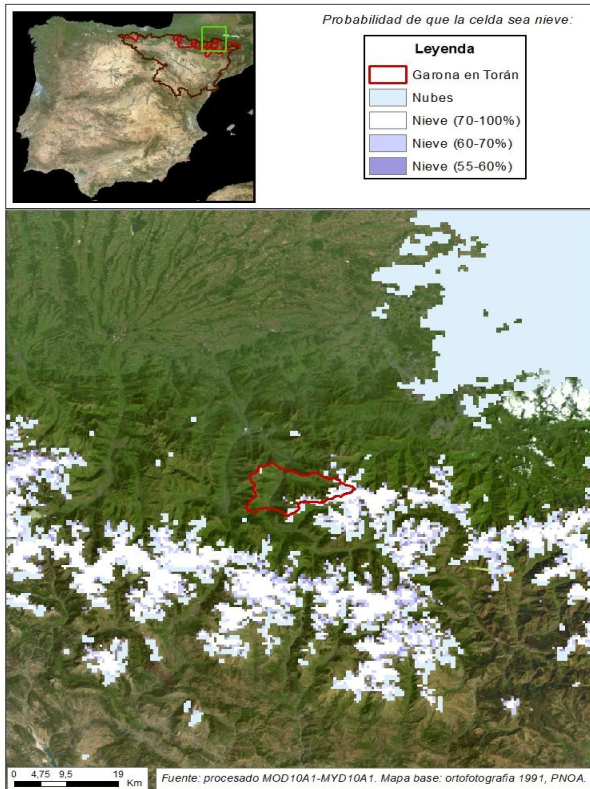 Probabilidad de que la celda sea nieve:
Leyenda
Garona en Torán
Nubes
Nieve (70-100%)
Nieve (60-70%)
Nieve (55-60%)
0 4,75 9,5 19
Km
Fuente: procesado MOD10A1-MYD10A1. Mapa base: ortofotografia 1991, PNOA.